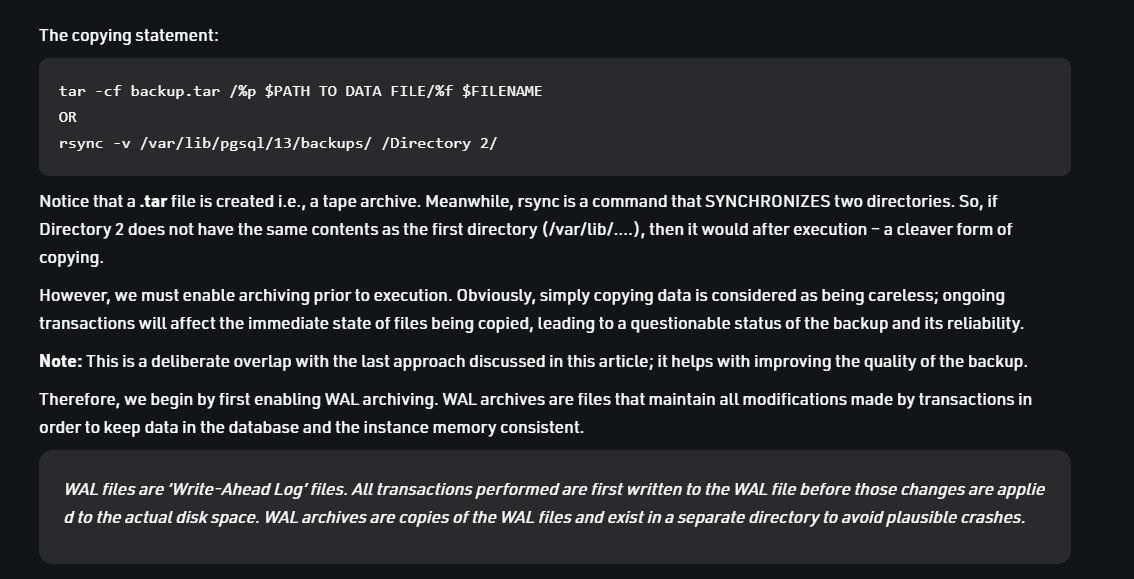 The copying statement:
tar -cf backup.tar /%p $PATH TO DATA FILE/%f $FILENAME
OR
rsync -v /var/lib/pgsql/13/backups/ /Directory 2/
Notice that a .tar file is created i.e., a tape archive. Meanwhile, rsync is a command that SYNCHRONIZES two directories. So, if
Directory 2 does not have the same contents as the first directory (/var/lib/....), then it would after execution – a cleaver form of
copying.
However, we must enable archiving prior to execution. Obviously, simply copying data is considered as being careless; ongoing
transactions will affect the immediate state of files being copied, leading to a questionable status of the backup and its reliability.
Note: This is a deliberate overlap with the last approach discussed in this article; it helps with improving the quality of the backup.
Therefore, we begin by first enabling WAL archiving. WAL archives are files that maintain all modifications made by transactions in
order to keep data in the database and the instance memory consistent.
WAL files are 'Write-Ahead Log' files. All transactions performed are first written to the WAL file before those changes are applie
d to the actual disk space. WAL archives are copies of the WAL files and exist in a separate directory to avoid plausible crashes.